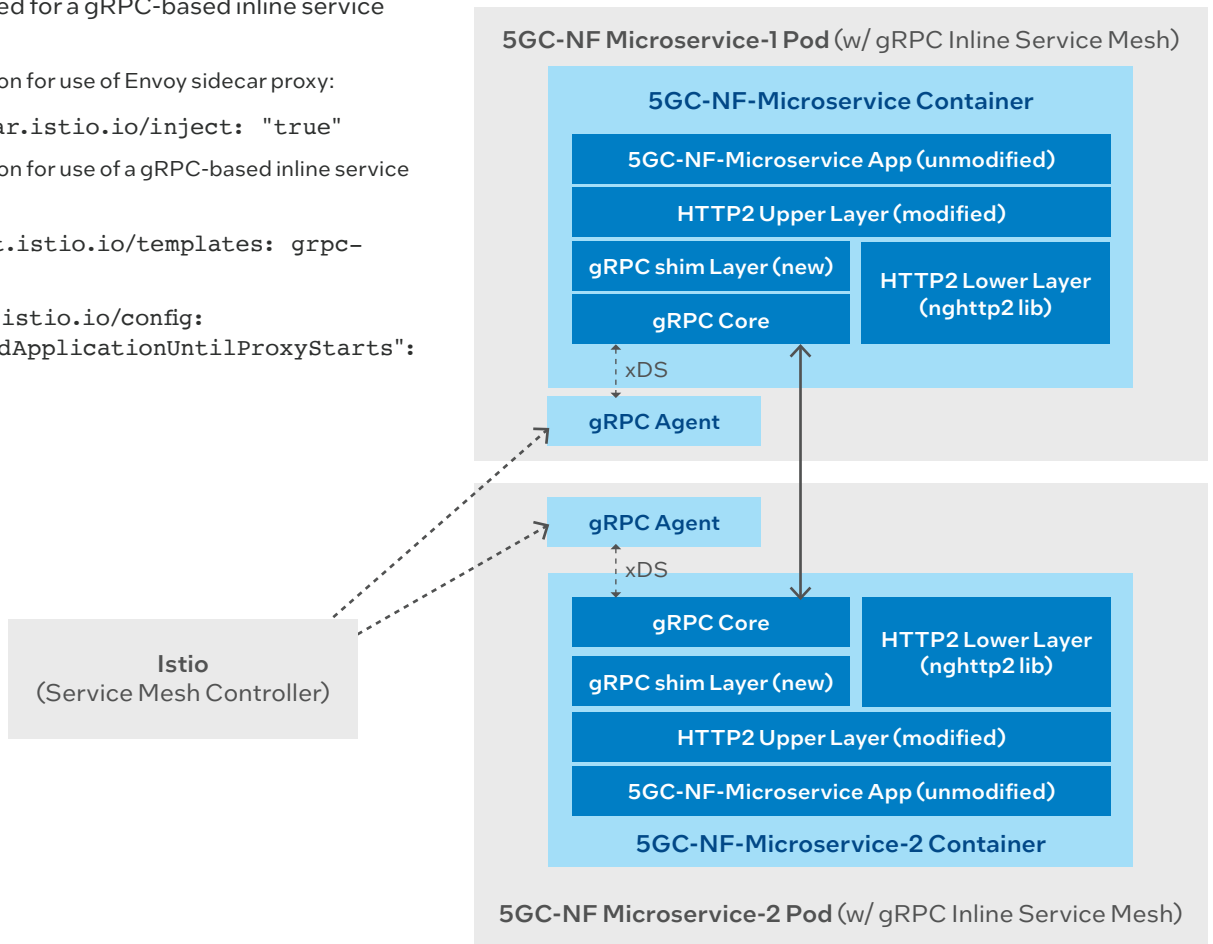 ed for a gRPC-based inline service
on for use of Envoy sidecar proxy:
ar.istio.io/inject: "true"
on for use of a gRPC-based inline service
t.istio.io/templates: grpc-
.istio.io/config:
dApplicationUntilProxyStarts":
5GC-NF Microservice-1 Pod (w/ gRPC Inline Service Mesh)
5GC-NF-Microservice Container
5GC-NF-Microservice App (unmodified)
HTTP2 Upper Layer (modified)
gRPC shim Layer (new)
gRPC Core
HTTP2 Lower Layer
(nghttp2 lib)
xDS
gRPC Agent
gRPC Agent
xDS
gRPC Core
gRPC shim Layer (new)
HTTP2 Lower Layer
(nghttp2 lib)
HTTP2 Upper Layer (modified)
5GC-NF-Microservice App (unmodified)
5GC-NF-Microservice-2 Container
5GC-NF Microservice-2 Pod (w/ gRPC Inline Service Mesh)
Istio
(Service Mesh Controller)